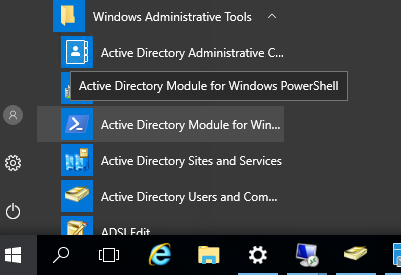 Windows Administrative Tools
Active Directory Administrative C...
Active Directory Module for Windows PowerShell
Active Directory Module for Win...
Active Directory Sites and Services
Active Directory Users and Com...
ADSI Edit